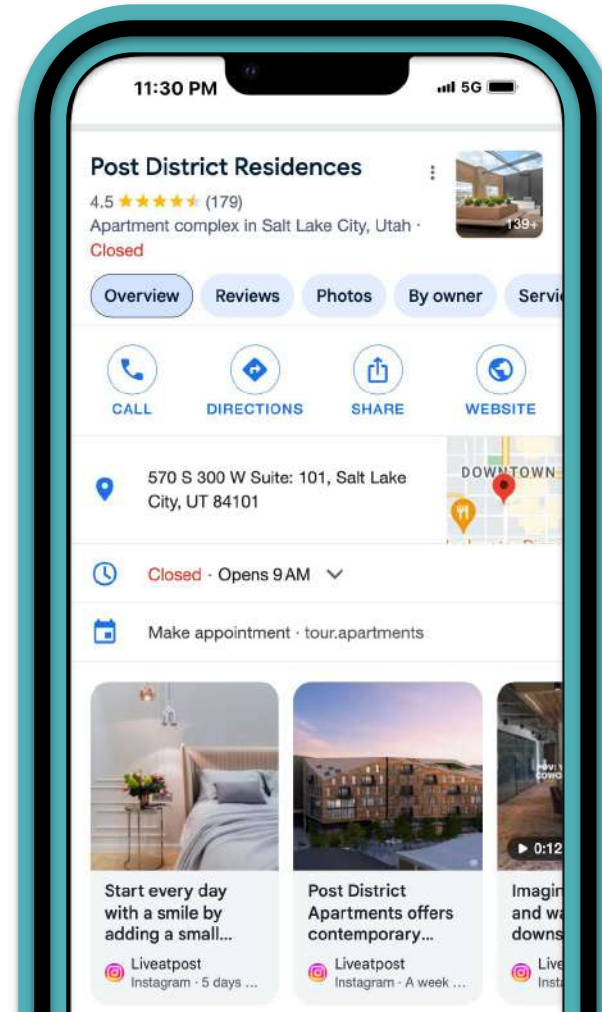 11:30 PM
5G
Post District Residences
4.5 (179)
139+
Apartment complex in Salt Lake City, Utah ·
Closed
Overview
Reviews
Photos
By owner
Servi
CALL
DIRECTIONS
SHARE
WEBSITE
570 S 300 W Suite: 101, Salt Lake
City, UT 84101
DOWNTOWN
Closed · Opens 9 AM
Make appointment · tour.apartments
0:12
Start every day
with a smile by
adding a small...
Liveatpost
Instagram · 5 days ...
Post District
Apartments offers
contemporary...
Liveatpost
Instagram · A week ...
Imagin
and wa
downs
Live
Insta